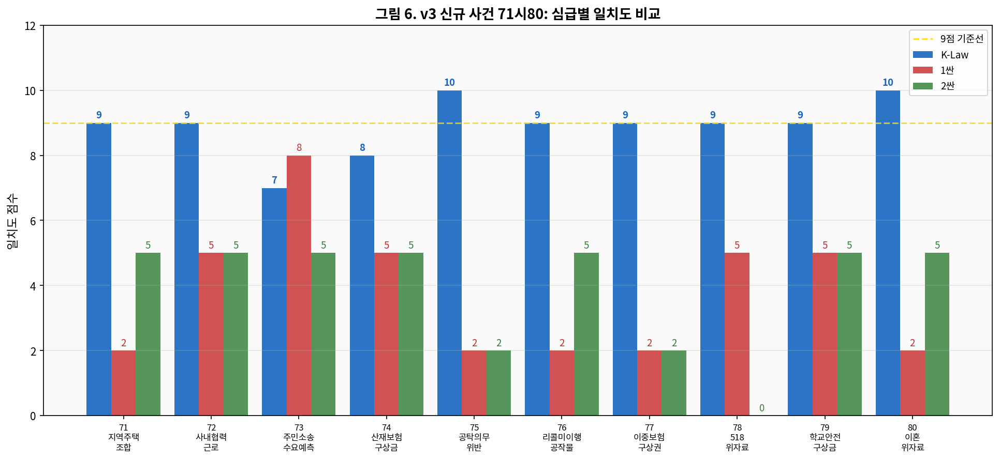 그림 6. v3 신규 사건 71시80: 심급별 일치도 비교
일치도 점수
12
10
8
6
4
2
0
9점 기준선
K-Law
1싼
2싼
9 2 5
9 5 5
7 8 5
8 5 5
10 2 2
9 2 5
9 2 2
9 5 0
9 5 5
10 2 5
71
지역주택
조합
72
사내협력
근로
73
주민소송
수요예측
74
산재보험
구상금
75
공탁의무
위반
76
리콜미이행
공작물
77
이중보험
구상권
78
518
위자료
79
학교안전
구상금
80
이혼
위자료